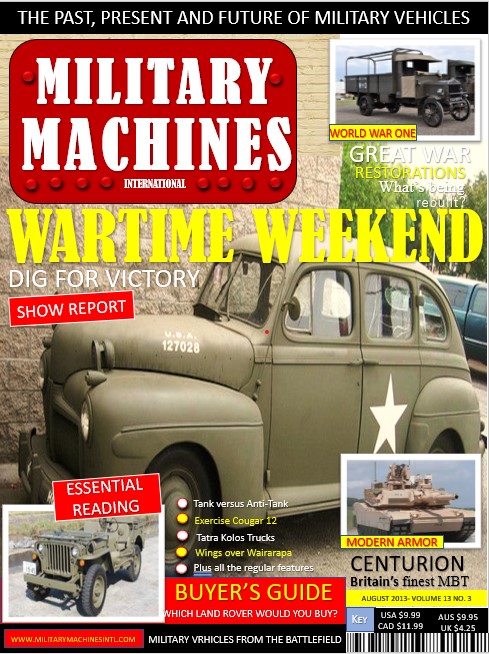 THE PAST, PRESENT AND FUTURE OF MILITARY VEHICLES
MILITARY
MACHINES
INTERNATIONAL
WORLD WAR ONE
GREAT WAR
RESTORATIONS
What's being
rebuilt?
WARTIME WEEKEND
DIG FOR VICTORY
SHOW REPORT
U.S.A.
127028
ESSENTIAL
READING
Tank versus Anti-Tank
Exercise Cougar 12
Tatra Kolos Trucks
Wings over Wairarapa
Plus all the regular features
MODERN ARMOR
CENTURION
Britain's finest MBT
AUGUST 2013- VOLUME 13 NO. 3
BUYER'S GUIDE
WHICH LAND ROVER WOULD YOU BUY?
KEY
USA $9.99
CAD $11.99
AUS $9.95
UK £4.25
WWW.MILITARYMACHINESINTL.COM
MILITARY VRHICLES FROM THE BATTLEFIELD